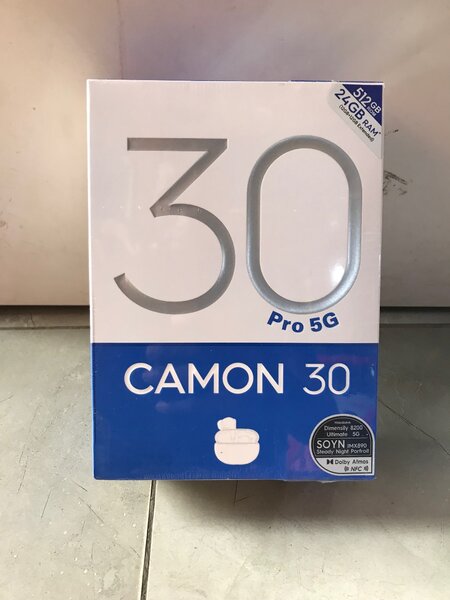 512GB
24GB RAM*
30
Pro 5G
CAMON 30
Dimensity 8200
Ultimate 5G
SOYN IMX890
Steady Night Portrait
Dolby Atmos
NFC